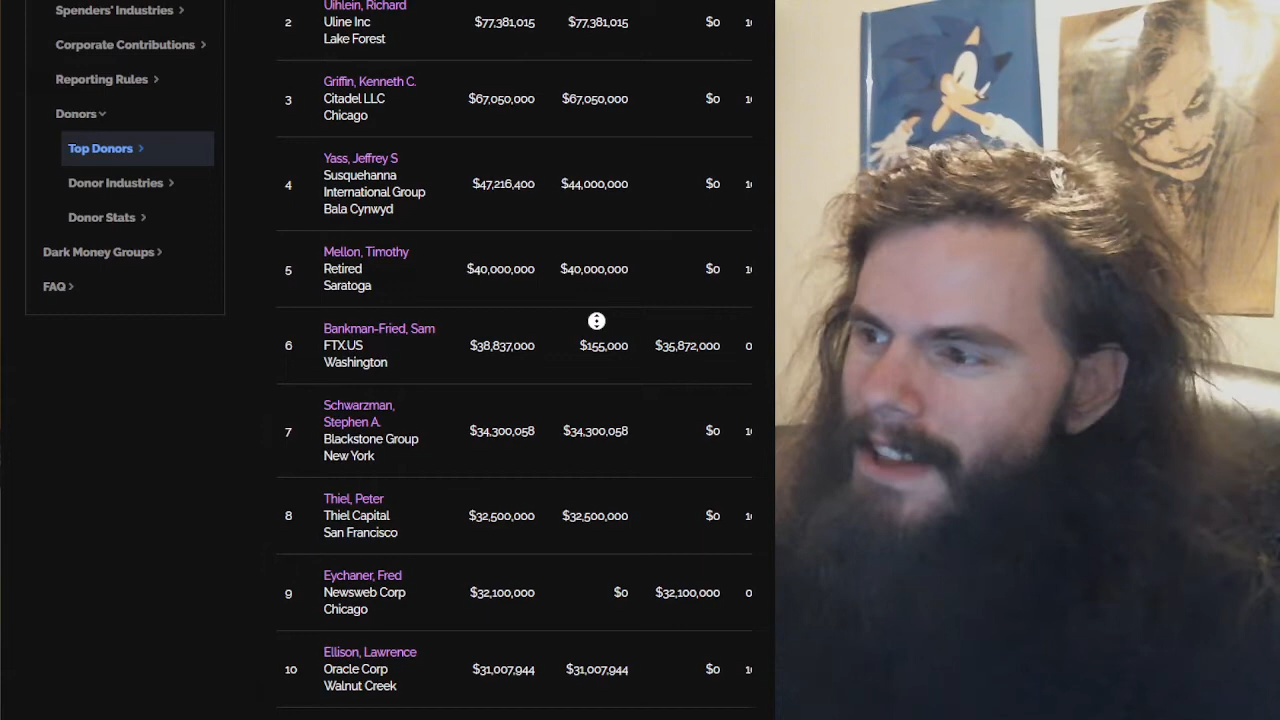 Spenders' Industries
Corporate Contributions
Reporting Rules
Donors
Top Donors
Donor Industries
Donor Stats
Dark Money Groups
FAQ
2 Uihlein, Richard $77,381,015 $77,381,015 $0
Uline Inc
Lake Forest
3 Griffin, Kenneth C. $67,050,000 $67,050,000 $0
Citadel LLC
Chicago
4 Yass, Jeffrey S $47,216,400 $44,000,000 $0
Susquehanna
International Group
Bala Cynwyd
5 Mellon, Timothy $40,000,000 $40,000,000 $0
Retired
Saratoga
6 Bankman-Fried, Sam $38,837,000 $155,000 $35,872,000 0
FTX.US
Washington
7 Schwarzman, $34,300,058 $34,300,058 $0
Stephen A.
Blackstone Group
New York
8 Thiel, Peter $32,500,000 $32,500,000 $0
Thiel Capital
San Francisco
9 Eychaner, Fred $32,100,000 $0 $32,100,000 0
Newsweb Corp
Chicago
10 Ellison, Lawrence $31,007,944 $31,007,944 $0
Oracle Corp
Walnut Creek